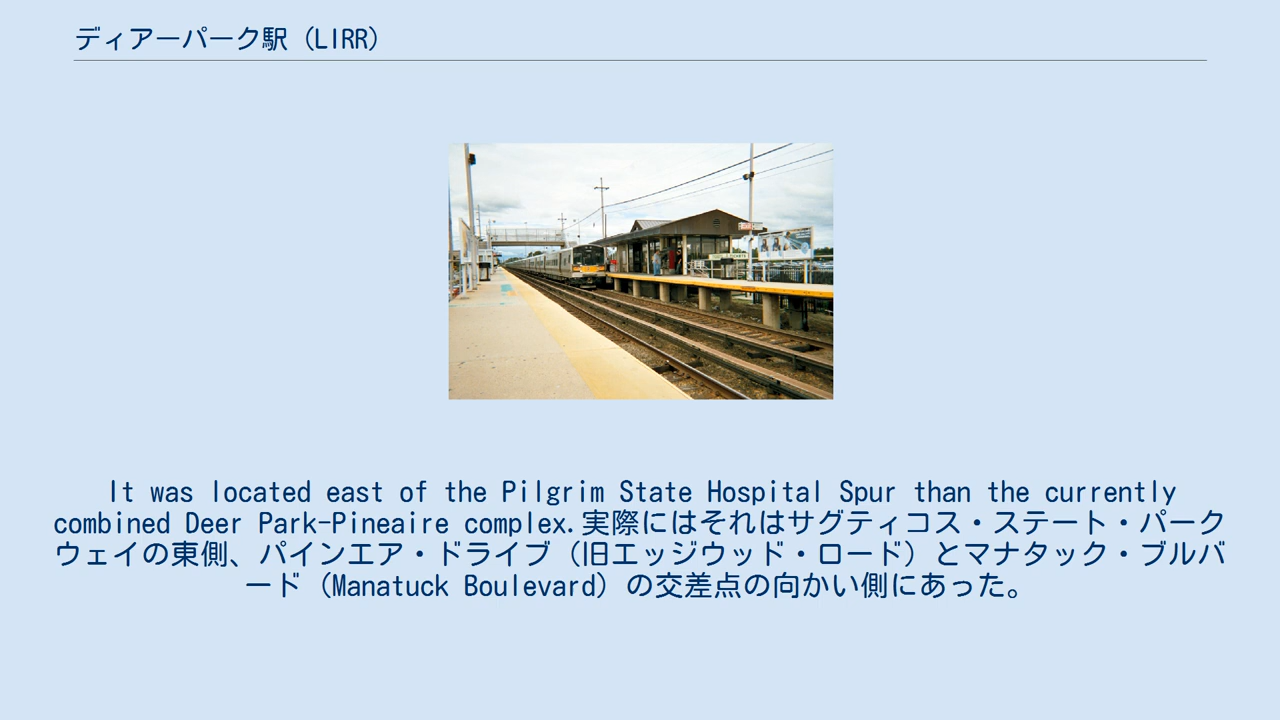 ディアーパーク駅（LIRR）
It was located east of the Pilgrim State Hospital Spur than the currently
combined Deer Park-Pineaire complex.実際にはそれはサグティコス・ステート・パーク
ウェイの東側、パインエア・ドライブ（旧エッジウッド・ロード）とマナタック・ブルバ
ード（Manatuck Boulevard）の交差点の向かい側にあった。